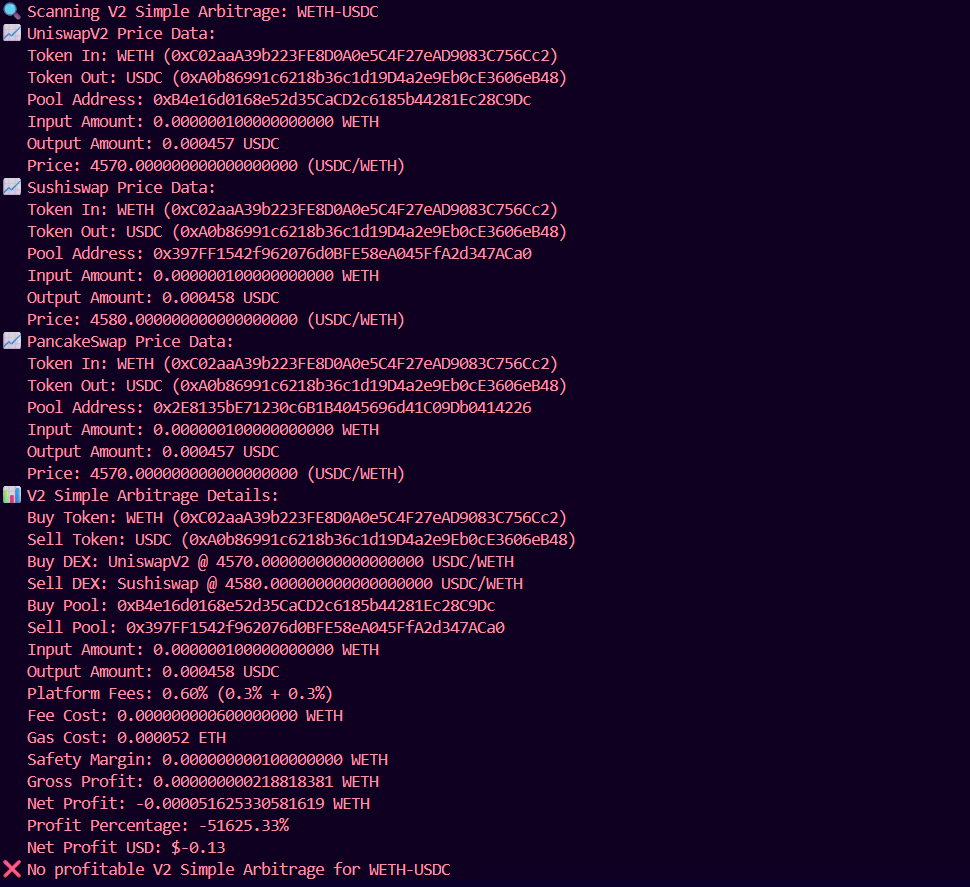 🔍 Scanning V2 Simple Arbitrage: WETH-USDC
📈 UniswapV2 Price Data:
Token In: WETH (0xC02aaA39b223FE8D0A0e5C4F27eAD9083C756Cc2)
Token Out: USDC (0xA0b86991c6218b36c1d19D4a2e9Eb0cE3606eB48)
Pool Address: 0xB4e16d0168e52d35CaCD2c6185b44281Ec28C9Dc
Input Amount: 0.000000100000000000 WETH
Output Amount: 0.000457 USDC
Price: 4570.000000000000000000 (USDC/WETH)
📈 Sushiswap Price Data:
Token In: WETH (0xC02aaA39b223FE8D0A0e5C4F27eAD9083C756Cc2)
Token Out: USDC (0xA0b86991c6218b36c1d19D4a2e9Eb0cE3606eB48)
Pool Address: 0x397FF1542f962076d0BFE58eA045FfA2d347ACa0
Input Amount: 0.000000100000000000 WETH
Output Amount: 0.000458 USDC
Price: 4580.000000000000000000 (USDC/WETH)
📈 PancakeSwap Price Data:
Token In: WETH (0xC02aaA39b223FE8D0A0e5C4F27eAD9083C756Cc2)
Token Out: USDC (0xA0b86991c6218b36c1d19D4a2e9Eb0cE3606eB48)
Pool Address: 0x2E8135bE71230c6B1B4045696d41C09Db0414226
Input Amount: 0.000000100000000000 WETH
Output Amount: 0.000457 USDC
Price: 4570.000000000000000000 (USDC/WETH)
📊 V2 Simple Arbitrage Details:
Buy Token: WETH (0xC02aaA39b223FE8D0A0e5C4F27eAD9083C756Cc2)
Sell Token: USDC (0xA0b86991c6218b36c1d19D4a2e9Eb0cE3606eB48)
Buy DEX: UniswapV2 @ 4570.000000000000000000 USDC/WETH
Sell DEX: Sushiswap @ 4580.000000000000000000 USDC/WETH
Buy Pool: 0xB4e16d0168e52d35CaCD2c6185b44281Ec28C9Dc
Sell Pool: 0x397FF1542f962076d0BFE58eA045FfA2d347ACa0
Input Amount: 0.000000100000000000 WETH
Output Amount: 0.000458 USDC
Platform Fees: 0.60% (0.3% + 0.3%)
Fee Cost: 0.000000000600000000 WETH
Gas Cost: 0.000052 ETH
Safety Margin: 0.000000000100000000 WETH
Gross Profit: 0.000000000218818381 WETH
Net Profit: -0.000051625330581619 WETH
Profit Percentage: -51625.33%
Net Profit USD: $-0.13
❌ No profitable V2 Simple Arbitrage for WETH-USDC